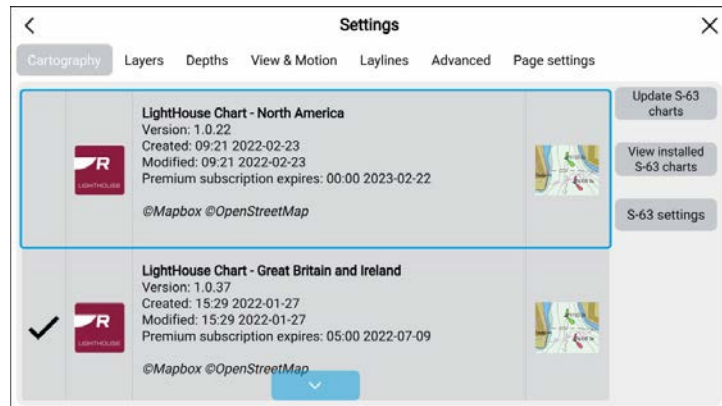 Settings
Cartography Layers Depths View & Motion Laylines Advanced Page settings
LightHouse Chart - North America
Version: 1.0.22
Created: 09:21 2022-02-23
Modified: 09:21 2022-02-23
Premium subscription expires: 00:00 2023-02-22
©Mapbox ©OpenStreetMap
R
LIGHTHOUSE
LightHouse Chart - Great Britain and Ireland
Version: 1.0.37
Created: 15:29 2022-01-27
Modified: 15:29 2022-01-27
Premium subscription expires: 05:00 2022-07-09
©Mapbox ©OpenStreetMap
R
LIGHTHOUSE
Update S-63
charts
View installed
S-63 charts
S-63 settings